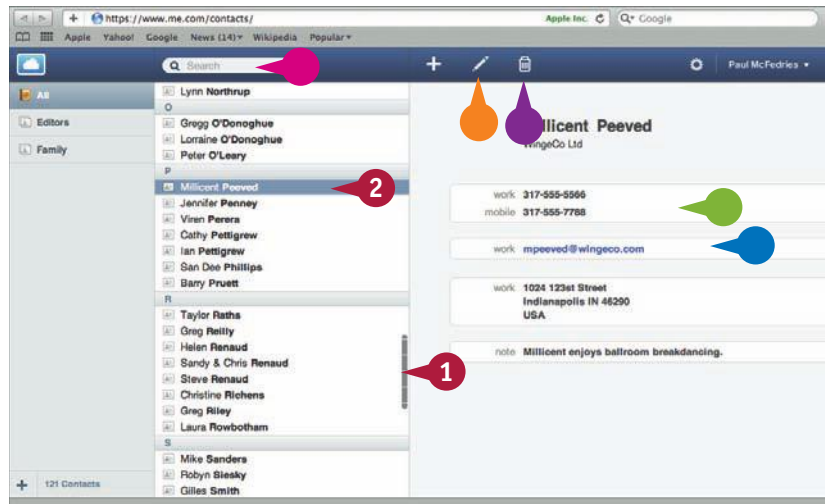 https://www.me.com/contacts/
Apple Inc.
Google
Apple Yahoo! Google News (14) Wikipedia Popular
Search
Paul McFedries
All
Editors
Family
Lynn Northrup
O
Gregg O'Donoghue
Lorraine O'Donoghue
Peter O'Leary
P
Millicent Peeved
2
Jennifer Penney
Viren Perera
Cathy Pettigrew
Ian Pettigrew
San Dee Phillips
Barry Pruett
R
Taylor Raths
Greg Reilly
Helen Renaud
Sandy & Chris Renaud
1
Steve Renaud
Christine Richens
Greg Riley
Laura Rowbotham
S
Mike Sanders
Robyn Siesky
Gilles Smith
+ 121 Contacts
llicent Peeved
WingeCo Ltd
work 317-555-5566
mobile 317-555-7788
work mpeeved@wingeco.com
work 1024 123st Street
Indianapolis IN 46290
USA
note Millicent enjoys ballroom breakdancing.